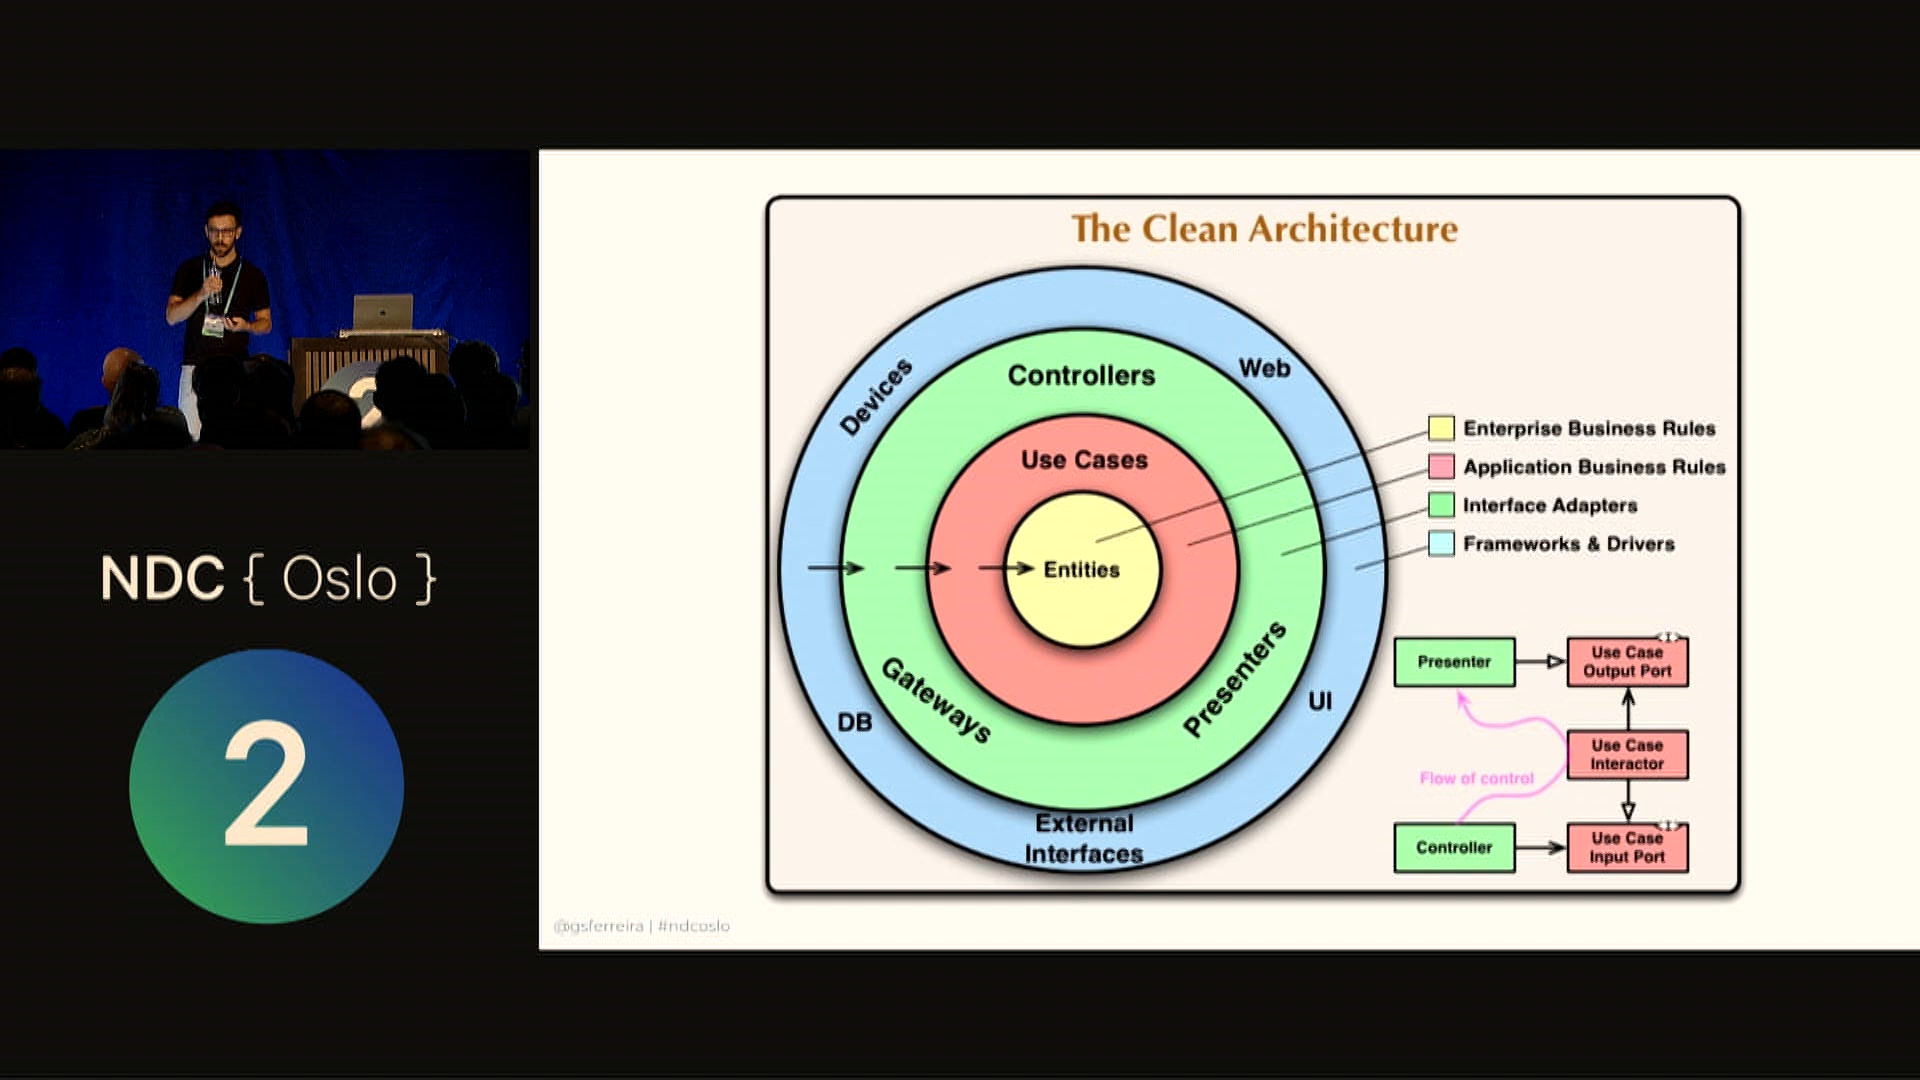 NDC { Oslo }
2
The Clean Architecture
Devices
Controllers
Web
Use Cases
Entities
Gateways
Presenters
DB
UI
External
Interfaces
Enterprise Business Rules
Application Business Rules
Interface Adapters
Frameworks & Drivers
Presenter
Use Case
Output Port
Use Case
Interactor
Flow of control
Controller
Use Case
Input Port
@gsferreira | #ndcoslo